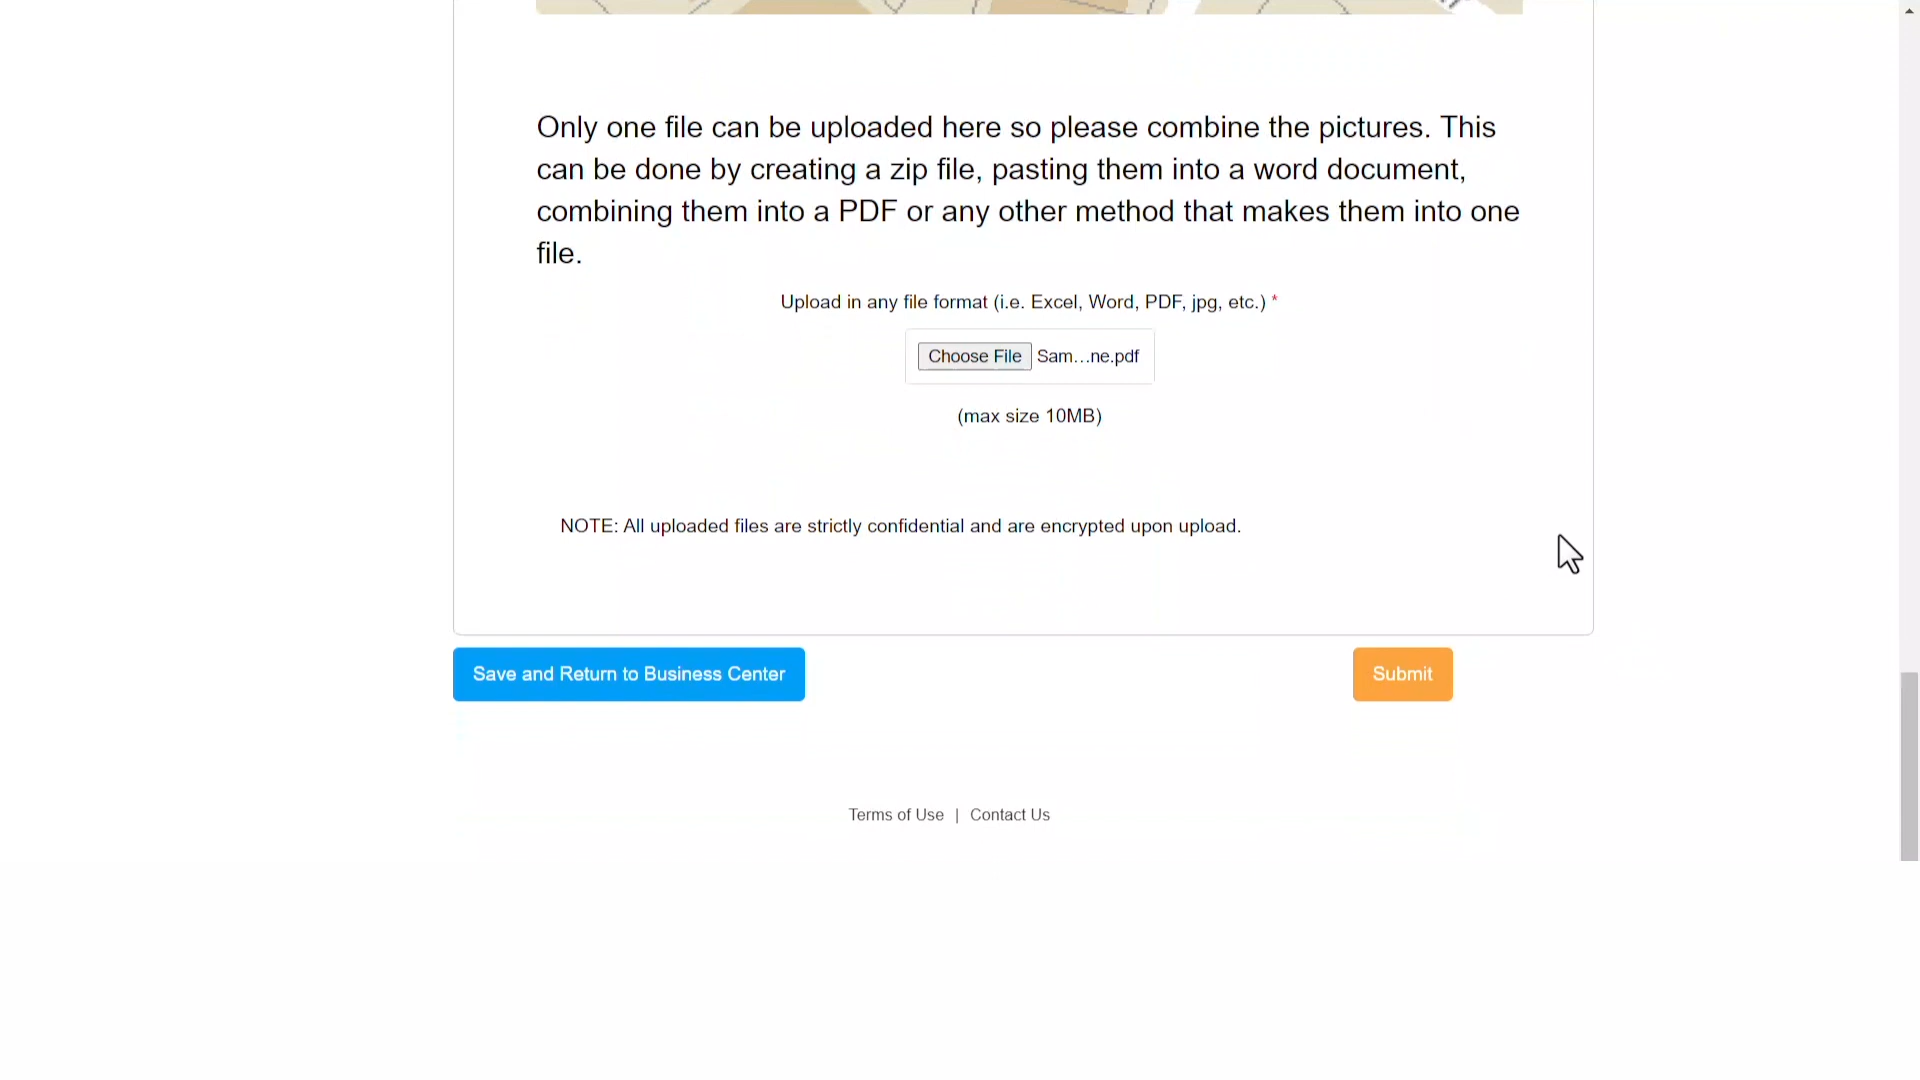 Only one file can be uploaded here so please combine the pictures. This
can be done by creating a zip file, pasting them into a word document,
combining them into a PDF or any other method that makes them into one
file.
Upload in any file format (i.e. Excel, Word, PDF, jpg, etc.) *
Choose File Sam...ne.pdf
(max size 10MB)
NOTE: All uploaded files are strictly confidential and are encrypted upon upload.
Save and Return to Business Center
Submit
Terms of Use | Contact Us